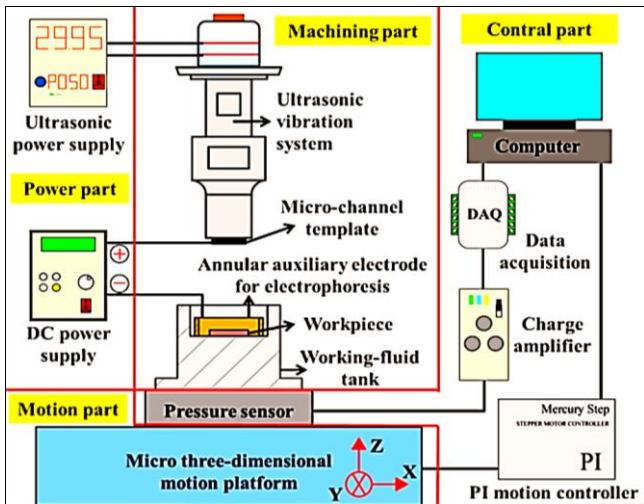 2995
POSO
Ultrasonic
power supply
Machining part
Ultrasonic
vibration
system
Contral part
Computer
Power part
Micro-channel
template
DAQ
Data
acquisition
+
−
Annular auxiliary electrode
for electrophoresis
Workpiece
Working-fluid
tank
DC power
supply
Charge
amplifier
Motion part
Pressure sensor
Mercury Step
STEPPER MOTOR CONTROLLER
PI
PI motion controller
Micro three-dimensional
motion platform
Z
X
Y